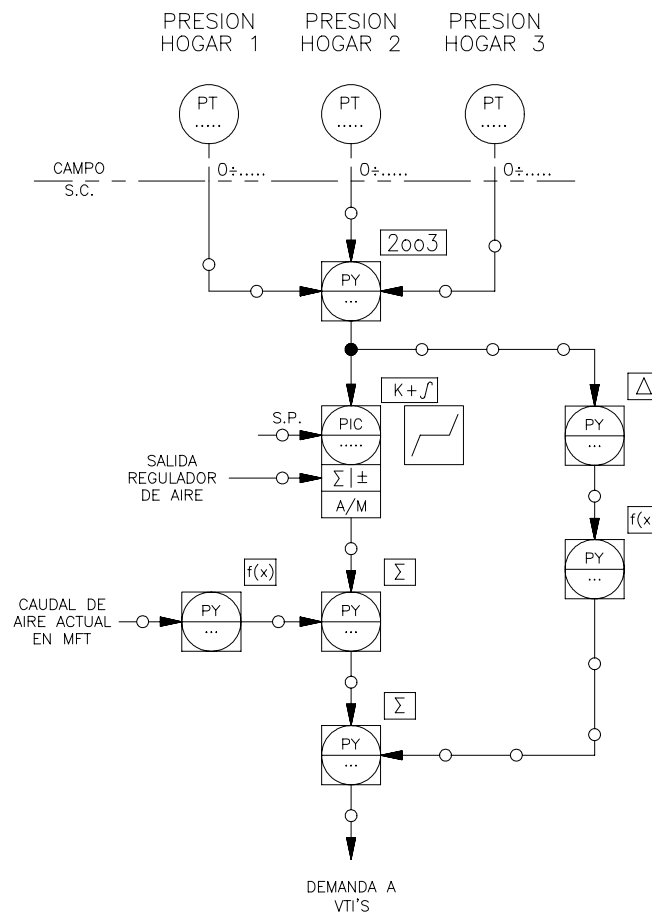 PRESION HOGAR 1
PRESION HOGAR 2
PRESION HOGAR 3
PT
.....
PT
.....
PT
.....
CAMPO
S.C.
0÷.....
0÷.....
0÷.....
2oo3
PY
...
K+∫
Δ
S.P.
PIC
.....
PY
...
SALIDA
REGULADOR
DE AIRE
Σ|±
A/M
f(x)
PY
...
f(x)
Σ
CAUDAL DE
AIRE ACTUAL
EN MFT
PY
...
PY
...
Σ
PY
...
DEMANDA A
VTI'S